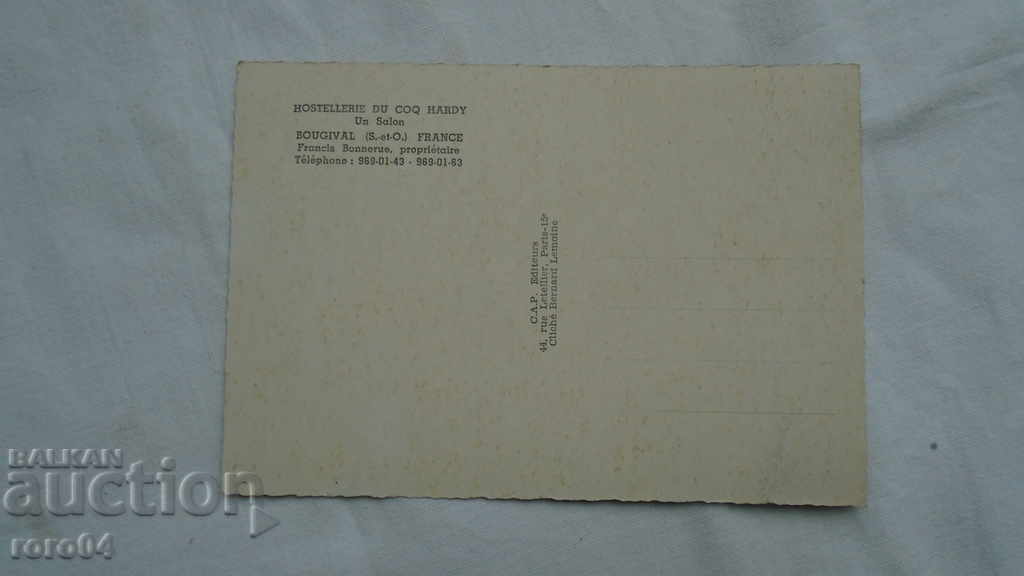 HOSTELLERIE DU COQ HARDY
Un Salon
BOUGIVAL (S.-et-O.) FRANCE
Francis Bonnerue, propriétaire
Téléphone : 969-01-43 - 969-01-63
C.A.P. Editeurs
44, rue Letellier, Paris-15e
Cliché Bernard Lemoine
BALKAN
auction
roro04